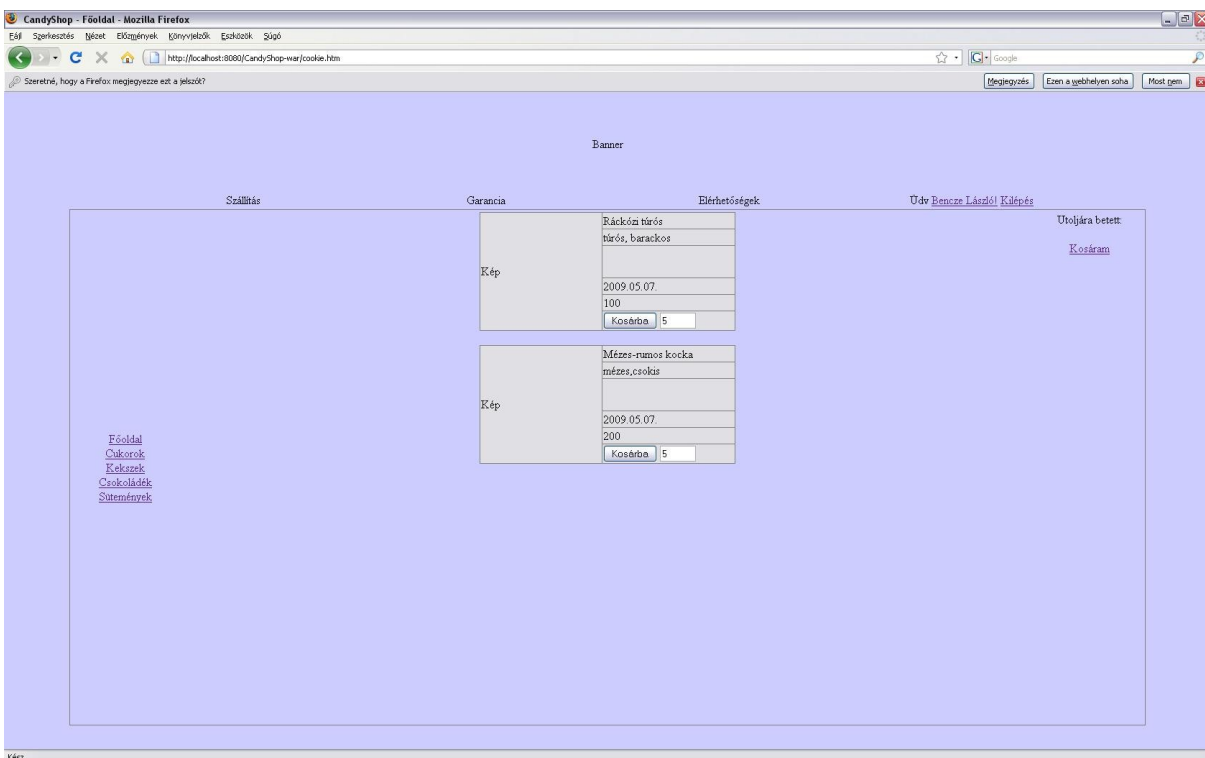 CandyShop - Főoldal - Mozilla Firefox
Fájl Szerkesztés Nézet Előzmények Könyvjelzők Eszközök Súgó
http://localhost:8080/CandyShop-war/cookie.htm
Google
Szeretné, hogy a Firefox megjegyezze ezt a jelszót?
Megjegyzés Ezen a webhelyen soha Most nem
Banner
Szállítás Garancia Elérhetőségek Üdv Bencze László! Kilépés
Ráckózi túrós
túrós, barackos
Kép
2009.05.07.
100
Kosárba 5
Utoljára betett:
Kosáram
Mézes-rumos kocka
mézes,csokis
Kép
2009.05.07.
200
Kosárba 5
Főoldal
Cukorok
Kekszek
Csokoládék
Sütemények
Kész